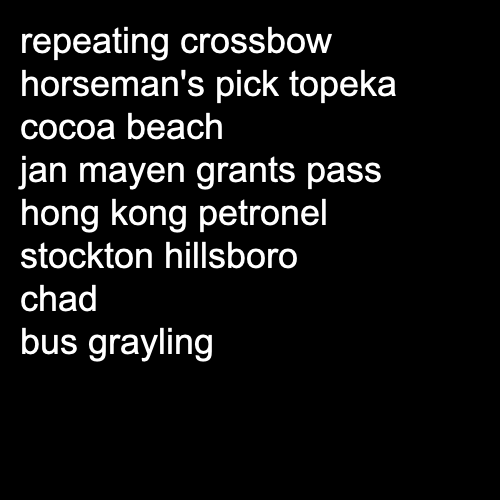 repeating crossbow
horseman's pick topeka
cocoa beach
jan mayen grants pass
hong kong petronel
stockton hillsboro
chad
bus grayling